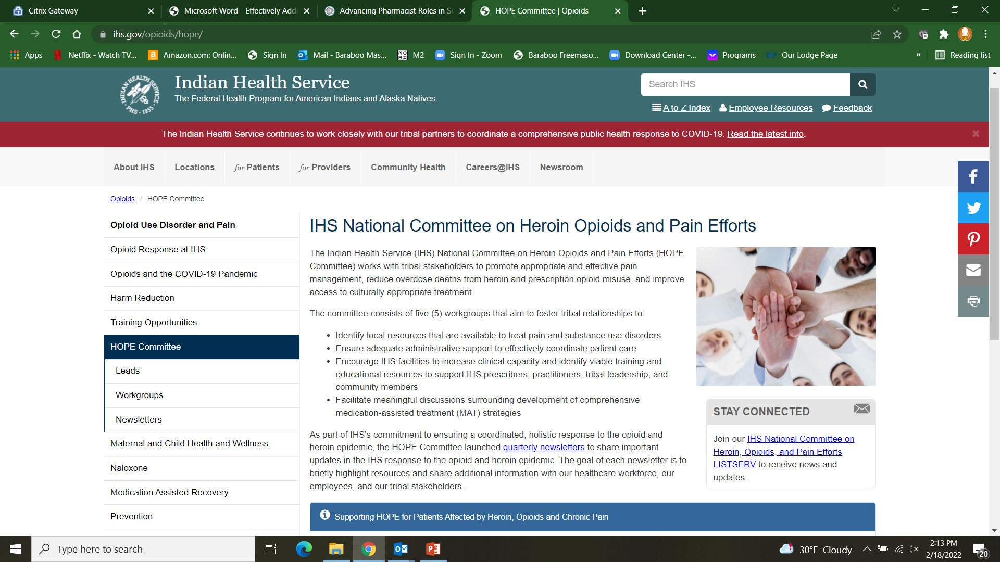 Citrix Gateway
Microsoft Word - Effectively Addr
Advancing Pharmacist Roles in Su
HOPE Committee | Opioids
ihs.gov/opioids/hope/
Apps
Netflix - Watch TV...
Amazon.com: Onlin...
Sign In
Mail - Baraboo Mas...
M2
Sign In - Zoom
Baraboo Freemaso...
Download Center -...
Programs
Our Lodge Page
»
Reading list
INDIAN HEALTH SERVICE
PHS • 1955
Indian Health Service
The Federal Health Program for American Indians and Alaska Natives
Search IHS
A to Z Index
Employee Resources
Feedback
The Indian Health Service continues to work closely with our tribal partners to coordinate a comprehensive public health response to COVID-19. Read the latest info.
About IHS
Locations
for Patients
for Providers
Community Health
Careers@IHS
Newsroom
Opioids / HOPE Committee
Opioid Use Disorder and Pain
Opioid Response at IHS
Opioids and the COVID-19 Pandemic
Harm Reduction
Training Opportunities
HOPE Committee
Leads
Workgroups
Newsletters
Maternal and Child Health and Wellness
Naloxone
Medication Assisted Recovery
Prevention
IHS National Committee on Heroin Opioids and Pain Efforts
The Indian Health Service (IHS) National Committee on Heroin Opioids and Pain Efforts (HOPE
Committee) works with tribal stakeholders to promote appropriate and effective pain
management, reduce overdose deaths from heroin and prescription opioid misuse, and improve
access to culturally appropriate treatment.
The committee consists of five (5) workgroups that aim to foster tribal relationships to:
• Identify local resources that are available to treat pain and substance use disorders
• Ensure adequate administrative support to effectively coordinate patient care
• Encourage IHS facilities to increase clinical capacity and identify viable training and
educational resources to support IHS prescribers, practitioners, tribal leadership, and
community members
• Facilitate meaningful discussions surrounding development of comprehensive
medication-assisted treatment (MAT) strategies
As part of IHS's commitment to ensuring a coordinated, holistic response to the opioid and
heroin epidemic, the HOPE Committee launched quarterly newsletters to share important
updates in the IHS response to the opioid and heroin epidemic. The goal of each newsletter is to
briefly highlight resources and share additional information with our healthcare workforce, our
employees, and our tribal stakeholders.
STAY CONNECTED
Join our IHS National Committee on
Heroin, Opioids, and Pain Efforts
LISTSERV to receive news and
updates.
Supporting HOPE for Patients Affected by Heroin, Opioids and Chronic Pain
Type here to search
30°F Cloudy
2:13 PM
2/18/2022
20